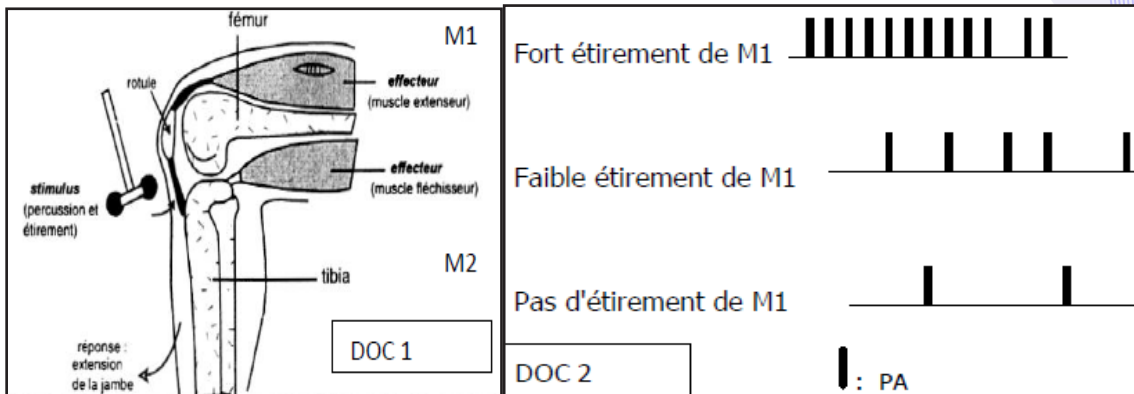 fémur
M1
rotule
effecteur
(muscle extenseur)
effecteur
(muscle fléchisseur)
stimulus
(percussion et
étirement)
M2
tibia
réponse :
extension
de la jambe
DOC 1
Fort étirement de M1
Faible étirement de M1
Pas d'étirement de M1
DOC 2
: PA